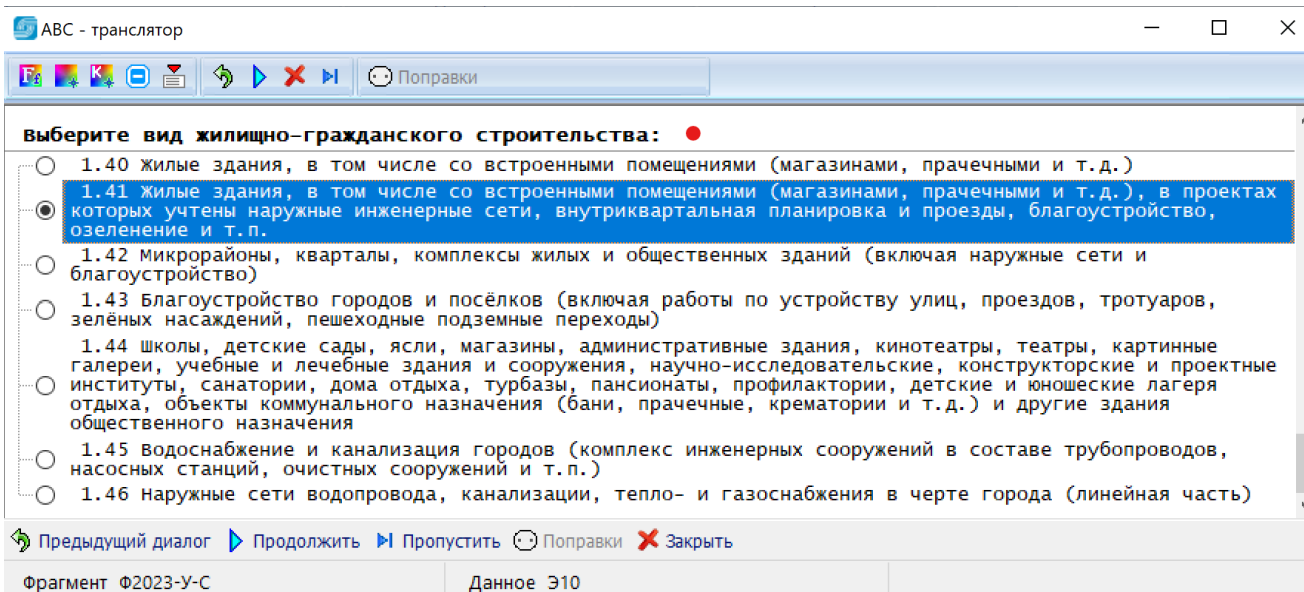 АВС - транслятор
Поправки
Выберите вид жилищно-гражданского строительства:
1.40 Жилые здания, в том числе со встроенными помещениями (магазинами, прачечными и т.д.)
1.41 Жилые здания, в том числе со встроенными помещениями (магазинами, прачечными и т.д.), в проектах
которых учтены наружные инженерные сети, внутриквартальная планировка и проезды, благоустройство,
озеленение и т.п.
1.42 Микрорайоны, кварталы, комплексы жилых и общественных зданий (включая наружные сети и
благоустройство)
1.43 Благоустройство городов и посёлков (включая работы по устройству улиц, проездов, тротуаров,
зелёных насаждений, пешеходные подземные переходы)
1.44 Школы, детские сады, ясли, магазины, административные здания, кинотеатры, театры, картинные
галереи, учебные и лечебные здания и сооружения, научно-исследовательские, конструкторские и проектные
институты, санатории, дома отдыха, турбазы, пансионаты, профилактории, детские и юношеские лагеря
отдыха, объекты коммунального назначения (бани, прачечные, крематории и т.д.) и другие здания
общественного назначения
1.45 Водоснабжение и канализация городов (комплекс инженерных сооружений в составе трубопроводов,
насосных станций, очистных сооружений и т.п.)
1.46 Наружные сети водопровода, канализации, тепло- и газоснабжения в черте города (линейная часть)
Предыдущий диалог Продолжить Пропустить Поправки Закрыть
Фрагмент Ф2023-У-С Данное Э10